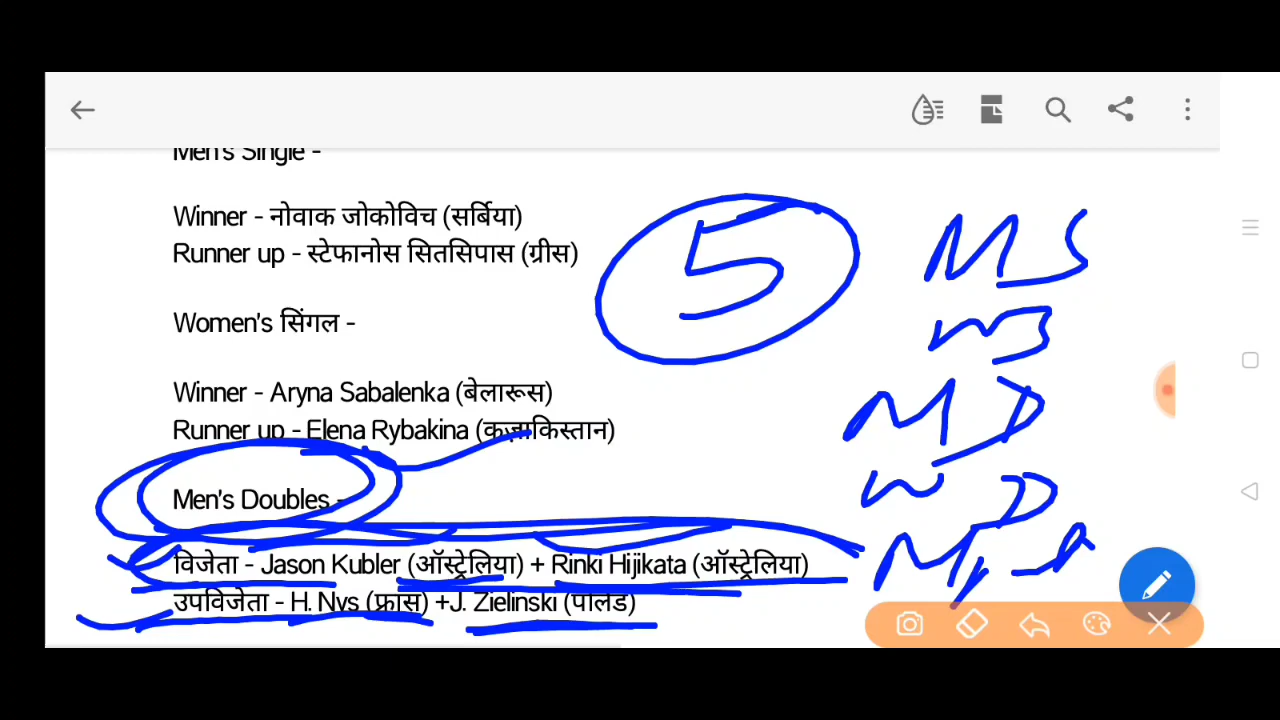 Men's Single -
Winner - नोवाक जोकोविच (सर्बिया)
Runner up - स्टेफानोस सितसिपास (ग्रीस)
5
MS
WS
Women's सिंगल -
Winner - Aryna Sabalenka (बेलारूस)
Runner up - Elena Rybakina (कज़ाकिस्तान)
MD
WD
Men's Doubles -
विजेता - Jason Kubler (ऑस्ट्रेलिया) + Rinki Hijikata (ऑस्ट्रेलिया)
उपविजेता - H. Nys (फ्रांस) +J. Zielinski (पोलैंड)